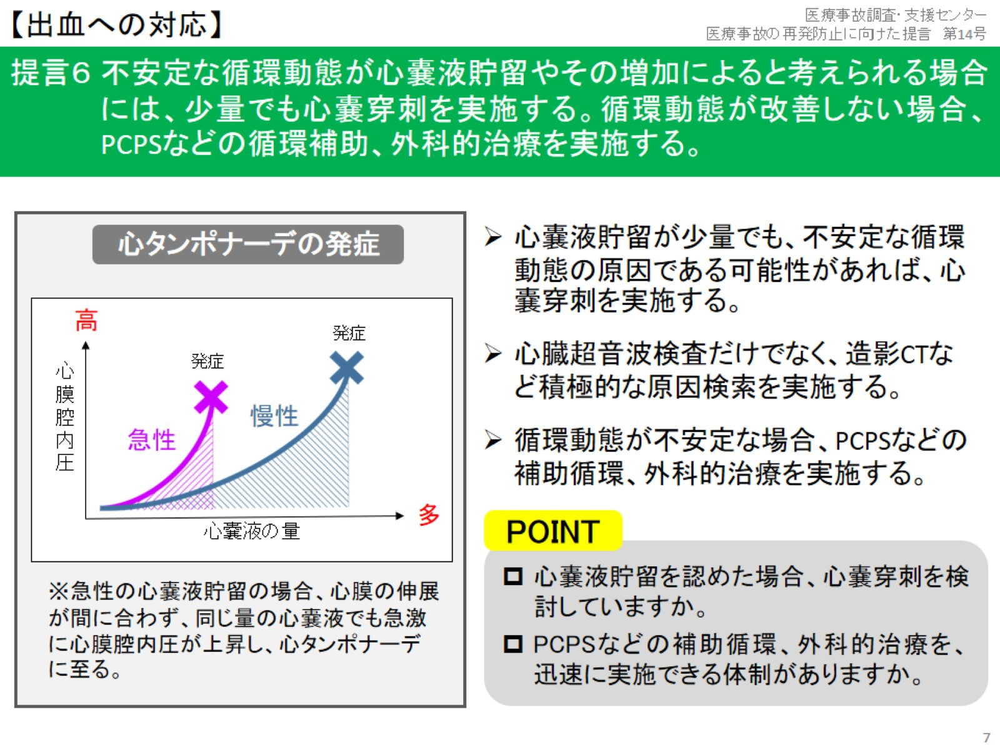 【出血への対応】
医療事故調査・支援センター
医療事故の再発防止に向けた提言　第14号
提言６ 不安定な循環動態が心嚢液貯留やその増加によると考えられる場合
には、少量でも心嚢穿刺を実施する。循環動態が改善しない場合、
PCPSなどの循環補助、外科的治療を実施する。
心タンポナーデの発症
高
発症
発症
心膜腔内圧
慢性
急性
多
心嚢液の量
※急性の心嚢液貯留の場合、心膜の伸展
が間に合わず、同じ量の心嚢液でも急激
に心膜腔内圧が上昇し、心タンポナーデ
に至る。
➢ 心嚢液貯留が少量でも、不安定な循環
動態の原因である可能性があれば、心
嚢穿刺を実施する。
➢ 心臓超音波検査だけでなく、造影CTな
ど積極的な原因検索を実施する。
➢ 循環動態が不安定な場合、PCPSなどの
補助循環、外科的治療を実施する。
POINT
□ 心嚢液貯留を認めた場合、心嚢穿刺を検
討していますか。
□ PCPSなどの補助循環、外科的治療を、
迅速に実施できる体制がありますか。
7